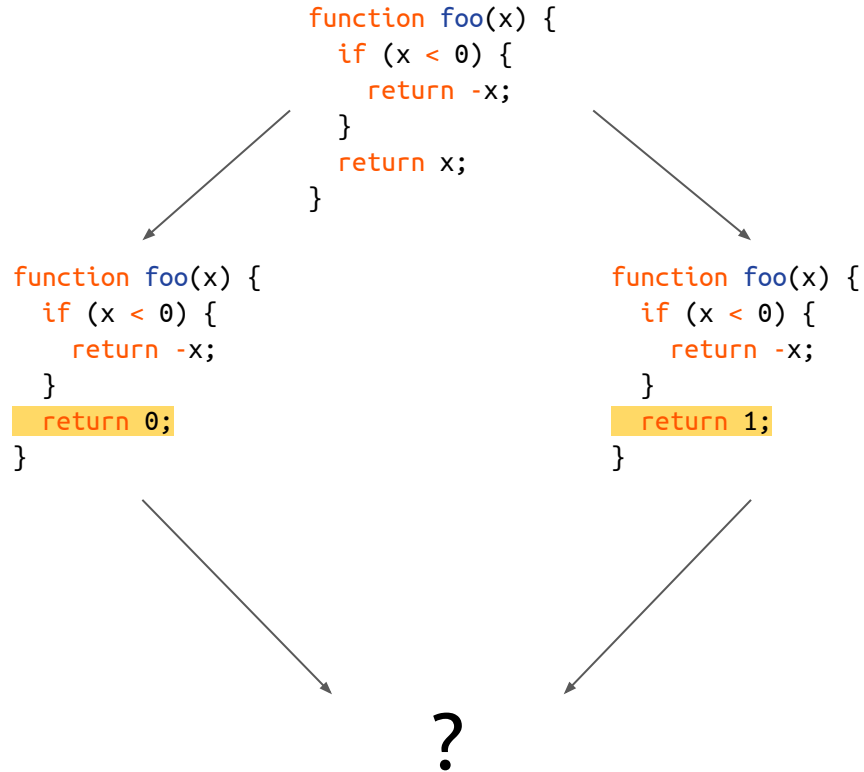 function foo(x) {
  if (x < 0) {
    return -x;
  }
  return x;
}
function foo(x) {
  if (x < 0) {
    return -x;
  }
  return 0;
}
function foo(x) {
  if (x < 0) {
    return -x;
  }
  return 1;
}
?